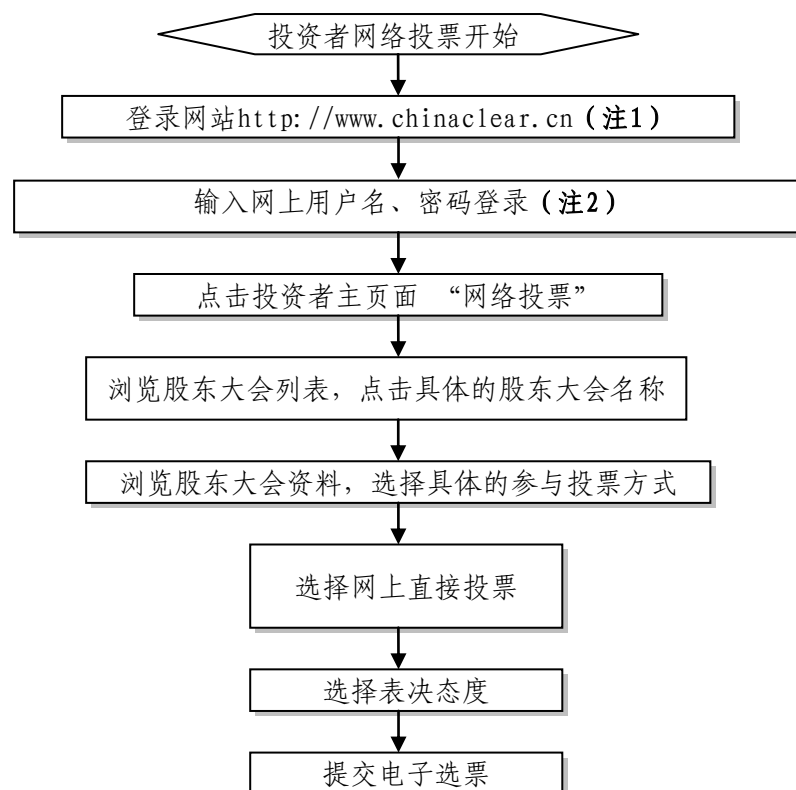 投资者网络投票开始
登录网站http://www.chinaclear.cn(注1)
输入网上用户名、密码登录(注2)
点击投资者主页面 “网络投票”
浏览股东大会列表，点击具体的股东大会名称
浏览股东大会资料，选择具体的参与投票方式
选择网上直接投票
选择表决态度
提交电子选票